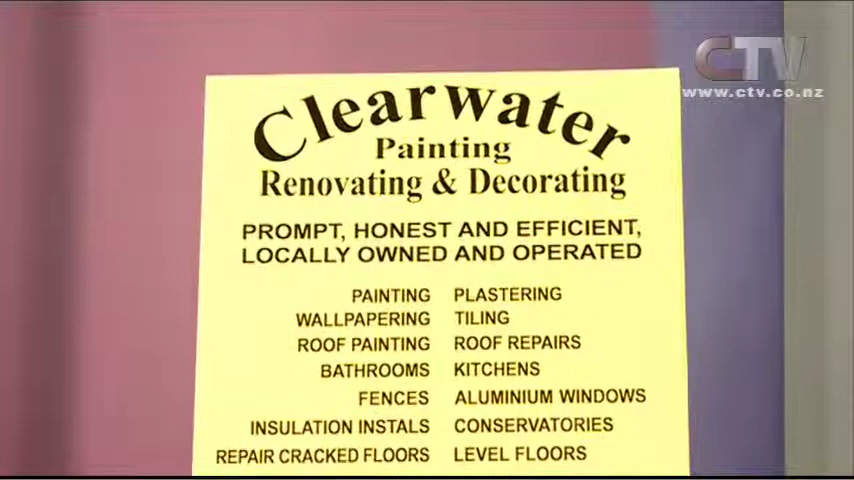 CTV
www.ctv.co.nz
Clearwater
Painting
Renovating & Decorating
PROMPT, HONEST AND EFFICIENT,
LOCALLY OWNED AND OPERATED
PAINTING PLASTERING
WALLPAPERING TILING
ROOF PAINTING ROOF REPAIRS
BATHROOMS KITCHENS
FENCES ALUMINIUM WINDOWS
INSULATION INSTALS CONSERVATORIES
REPAIR CRACKED FLOORS LEVEL FLOORS